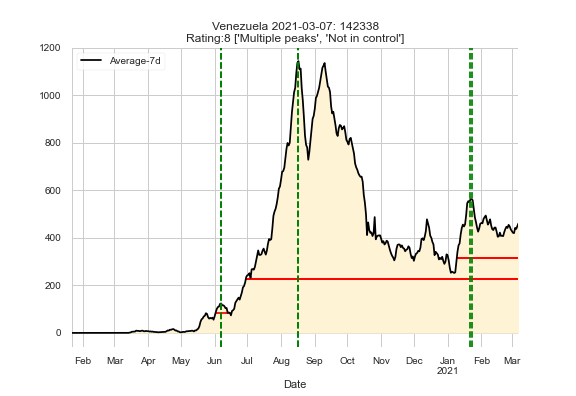 Venezuela 2021-03-07: 142338
Rating:8 ['Multiple peaks', 'Not in control']
1200
Average-7d
1000
800
600
400
200
0
Feb Mar Apr May Jun Jul Aug Sep Oct Nov Dec Jan Feb Mar
2021
Date